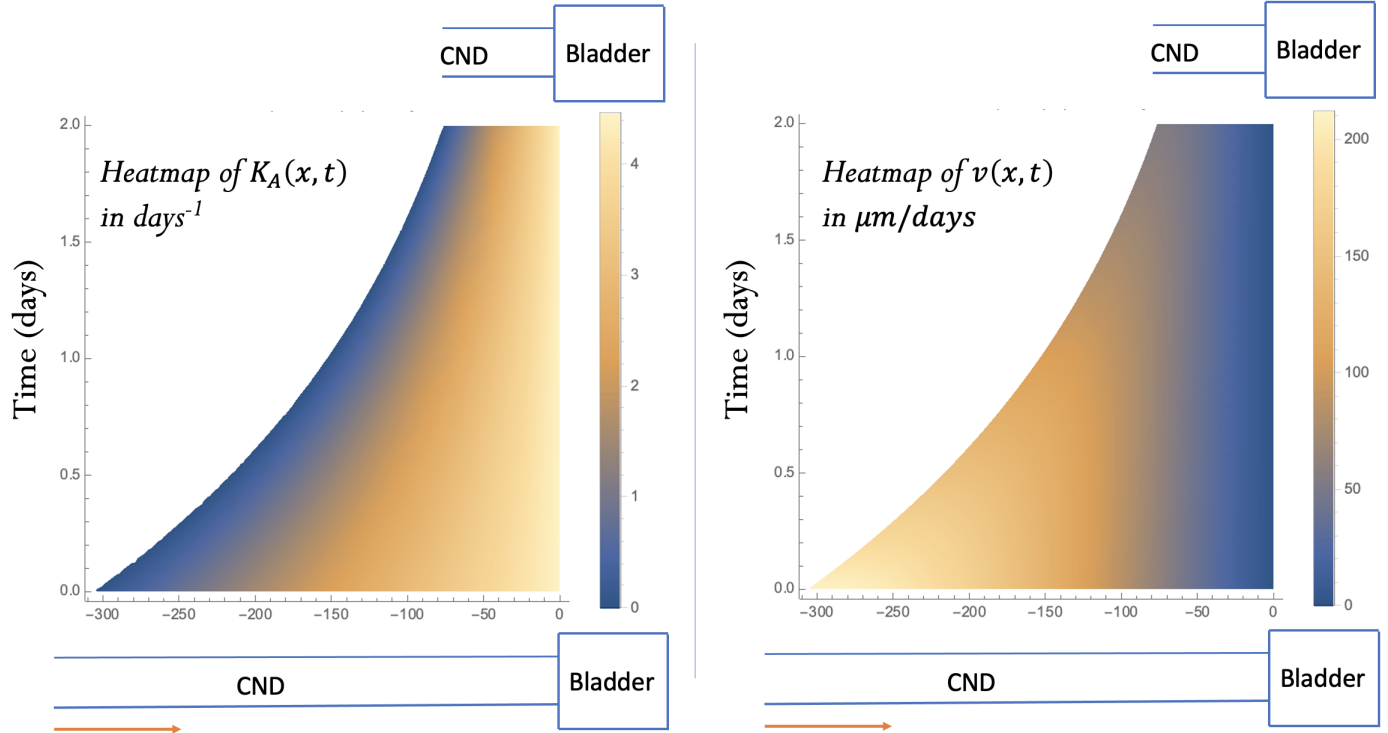 CND
Bladder
CND
Bladder
2.0
1.5
1.0
0.5
0.0
Time (days)
Heatmap of K_A(x, t)
in days⁻¹
−300
−250
−200
−150
−100
−50
0
4
3
2
1
0
CND
Bladder
2.0
1.5
1.0
0.5
0.0
Time (days)
Heatmap of v(x, t)
in μm/days
−300
−250
−200
−150
−100
−50
0
200
150
100
50
0
CND
Bladder